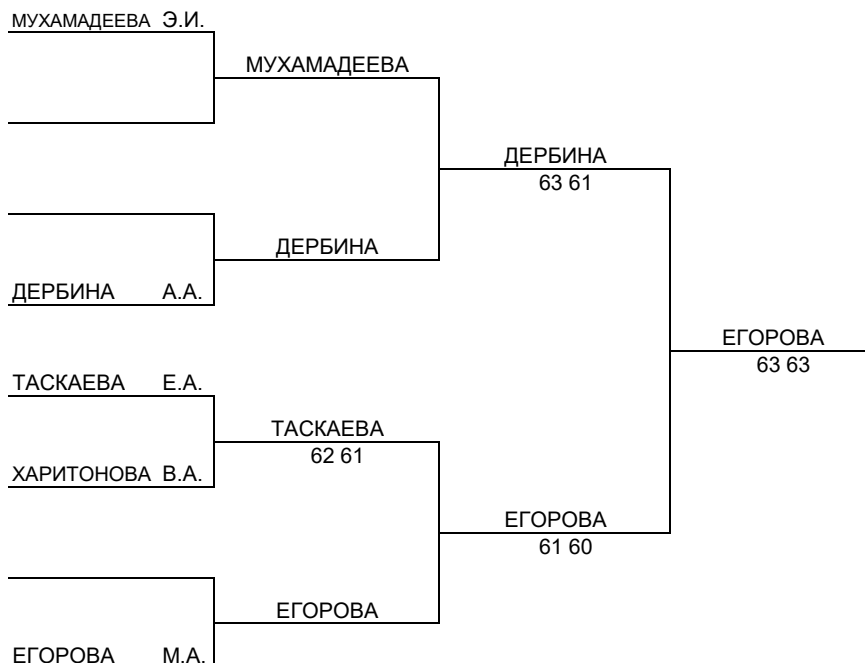 МУХАМАДЕЕВА Э.И.
МУХАМАДЕЕВА
ДЕРБИНА
63 61
ДЕРБИНА
ДЕРБИНА А.А.
ЕГОРОВА
63 63
ТАСКАЕВА Е.А.
ТАСКАЕВА
62 61
ХАРИТОНОВА В.А.
ЕГОРОВА
61 60
ЕГОРОВА
ЕГОРОВА М.А.